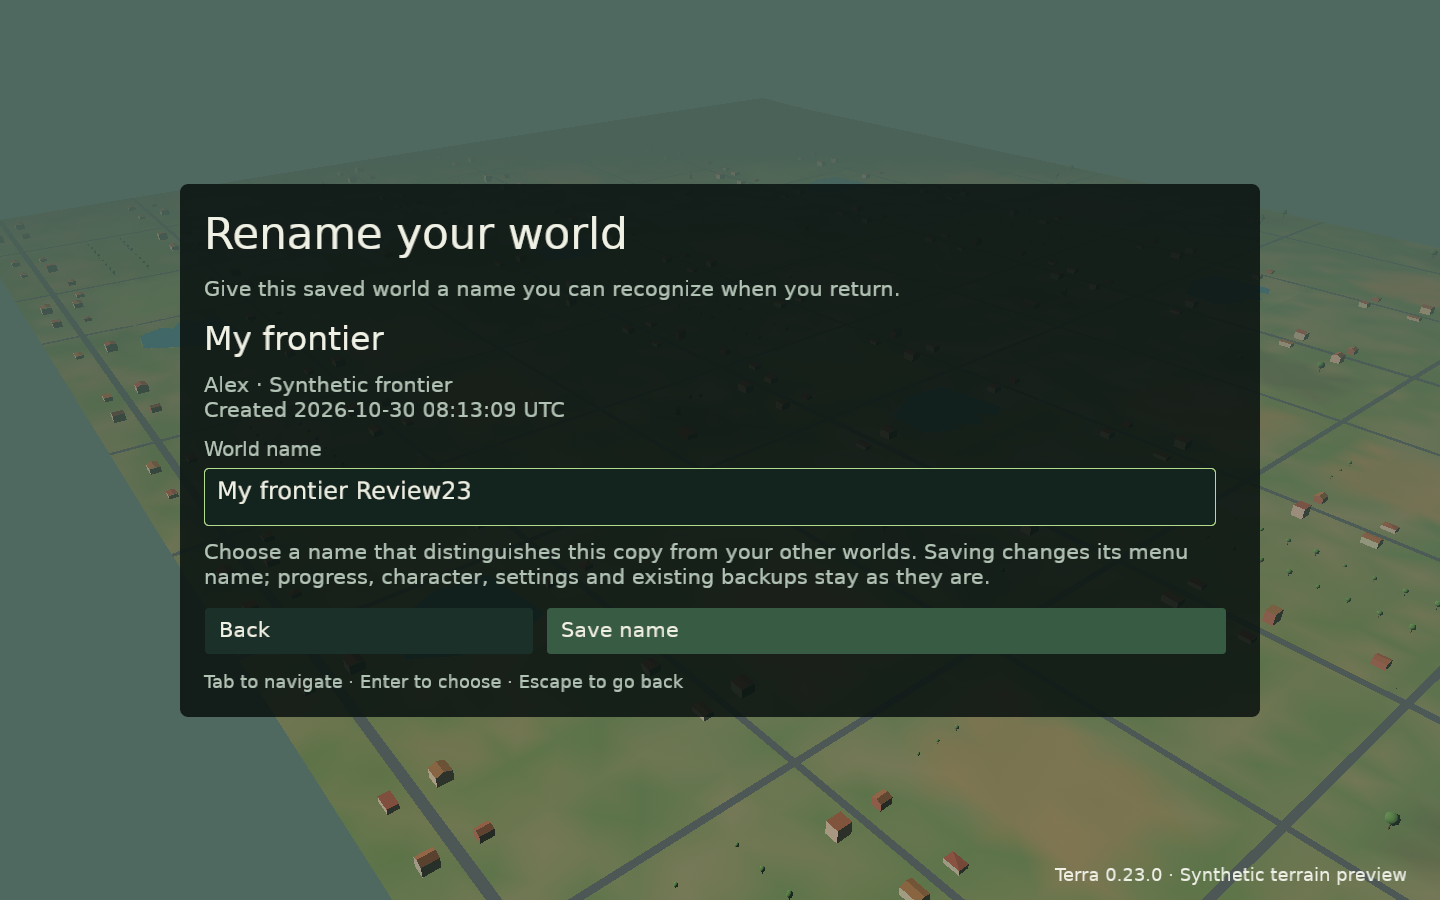 Rename your world
Give this saved world a name you can recognize when you return.
My frontier
Alex · Synthetic frontier
Created 2026-10-30 08:13:09 UTC
World name
My frontier Review23
Choose a name that distinguishes this copy from your other worlds. Saving changes its menu
name; progress, character, settings and existing backups stay as they are.
Back
Save name
Tab to navigate · Enter to choose · Escape to go back
Terra 0.23.0 · Synthetic terrain preview